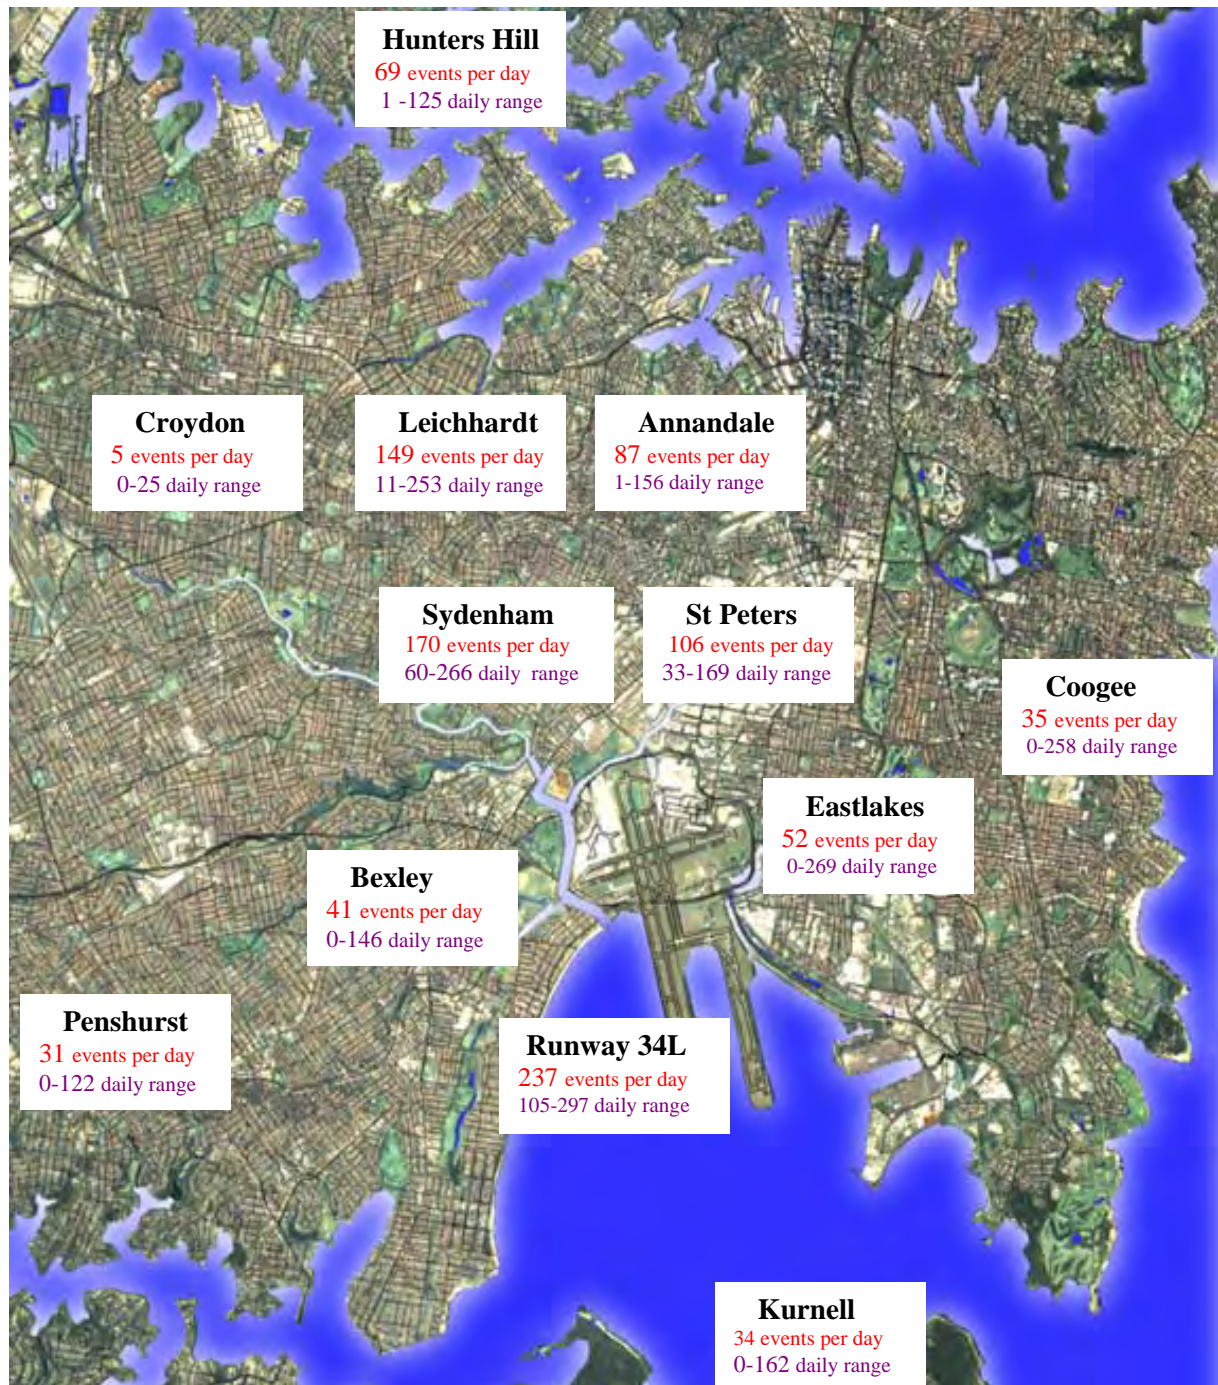 Hunters Hill
69 events per day
1 -125 daily range
Croydon
5 events per day
0-25 daily range
Leichhardt
149 events per day
11-253 daily range
Annandale
87 events per day
1-156 daily range
Sydenham
170 events per day
60-266 daily range
St Peters
106 events per day
33-169 daily range
Coogee
35 events per day
0-258 daily range
Eastlakes
52 events per day
0-269 daily range
Bexley
41 events per day
0-146 daily range
Penshurst
31 events per day
0-122 daily range
Runway 34L
237 events per day
105-297 daily range
Kurnell
34 events per day
0-162 daily range